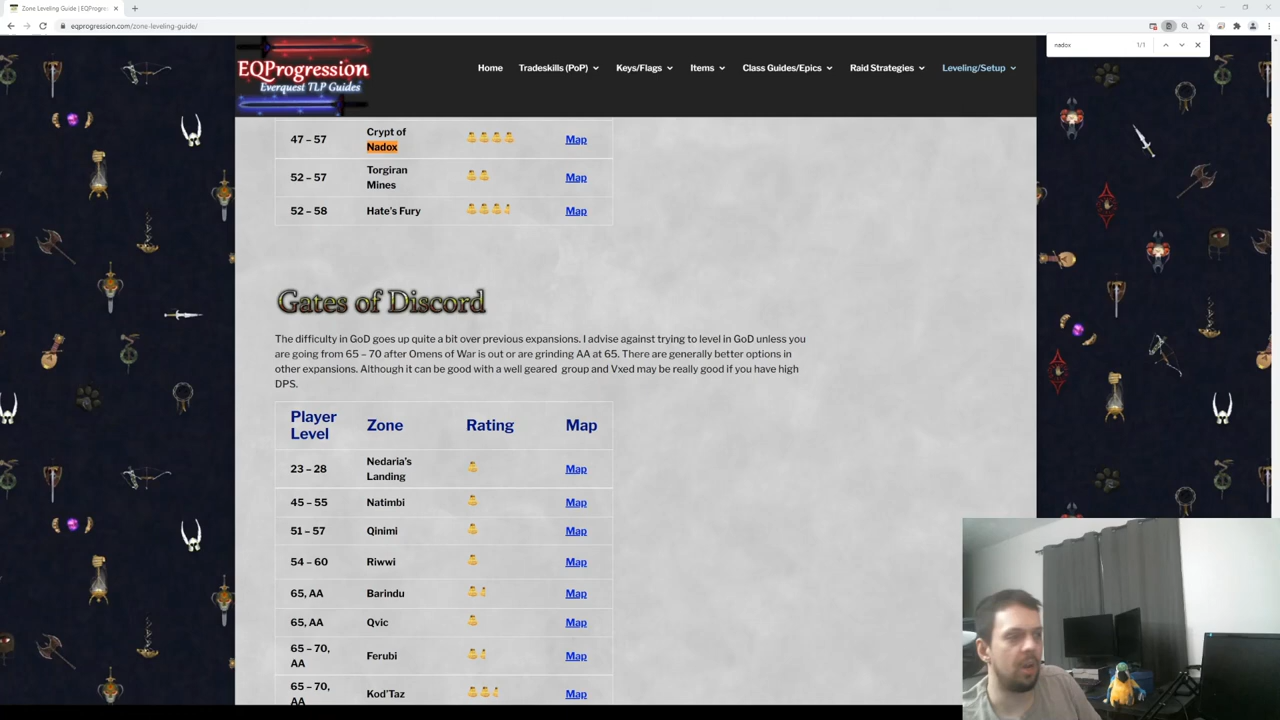 Zone Leveling Guide | EQProgres
eqprogression.com/zone-leveling-guide/
nadox
1/1
EQProgression
Everquest TLP Guides
Home
Tradeskills (PoP)
Keys/Flags
Items
Class Guides/Epics
Raid Strategies
Leveling/Setup
47 – 57 Crypt of Nadox Map
52 – 57 Torgiran Mines Map
52 – 58 Hate's Fury Map
Gates of Discord
The difficulty in GoD goes up quite a bit over previous expansions. I advise against trying to level in GoD unless you
are going from 65 – 70 after Omens of War is out or are grinding AA at 65. There are generally better options in
other expansions. Although it can be good with a well geared group and Vxed may be really good if you have high
DPS.
Player Level Zone Rating Map
23 – 28 Nedaria's Landing Map
45 – 55 Natimbi Map
51 – 57 Qinimi Map
54 – 60 Riwwi Map
65, AA Barindu Map
65, AA Qvic Map
65 – 70, AA Ferubi Map
65 – 70, AA Kod'Taz Map